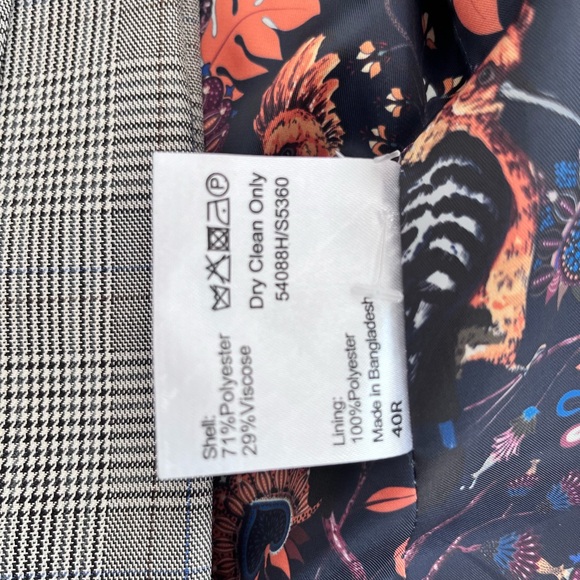 Shell:
71%Polyester
29%Viscose
P
Dry Clean Only
54088H/S5360
Lining:
100%Polyester
Made in Bangladesh
40R